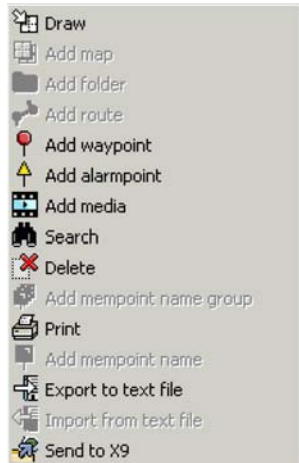 Draw
Add map
Add folder
Add route
Add waypoint
Add alarmpoint
Add media
Search
Delete
Add mempoint name group
Print
Add mempoint name
Export to text file
Import from text file
Send to X9